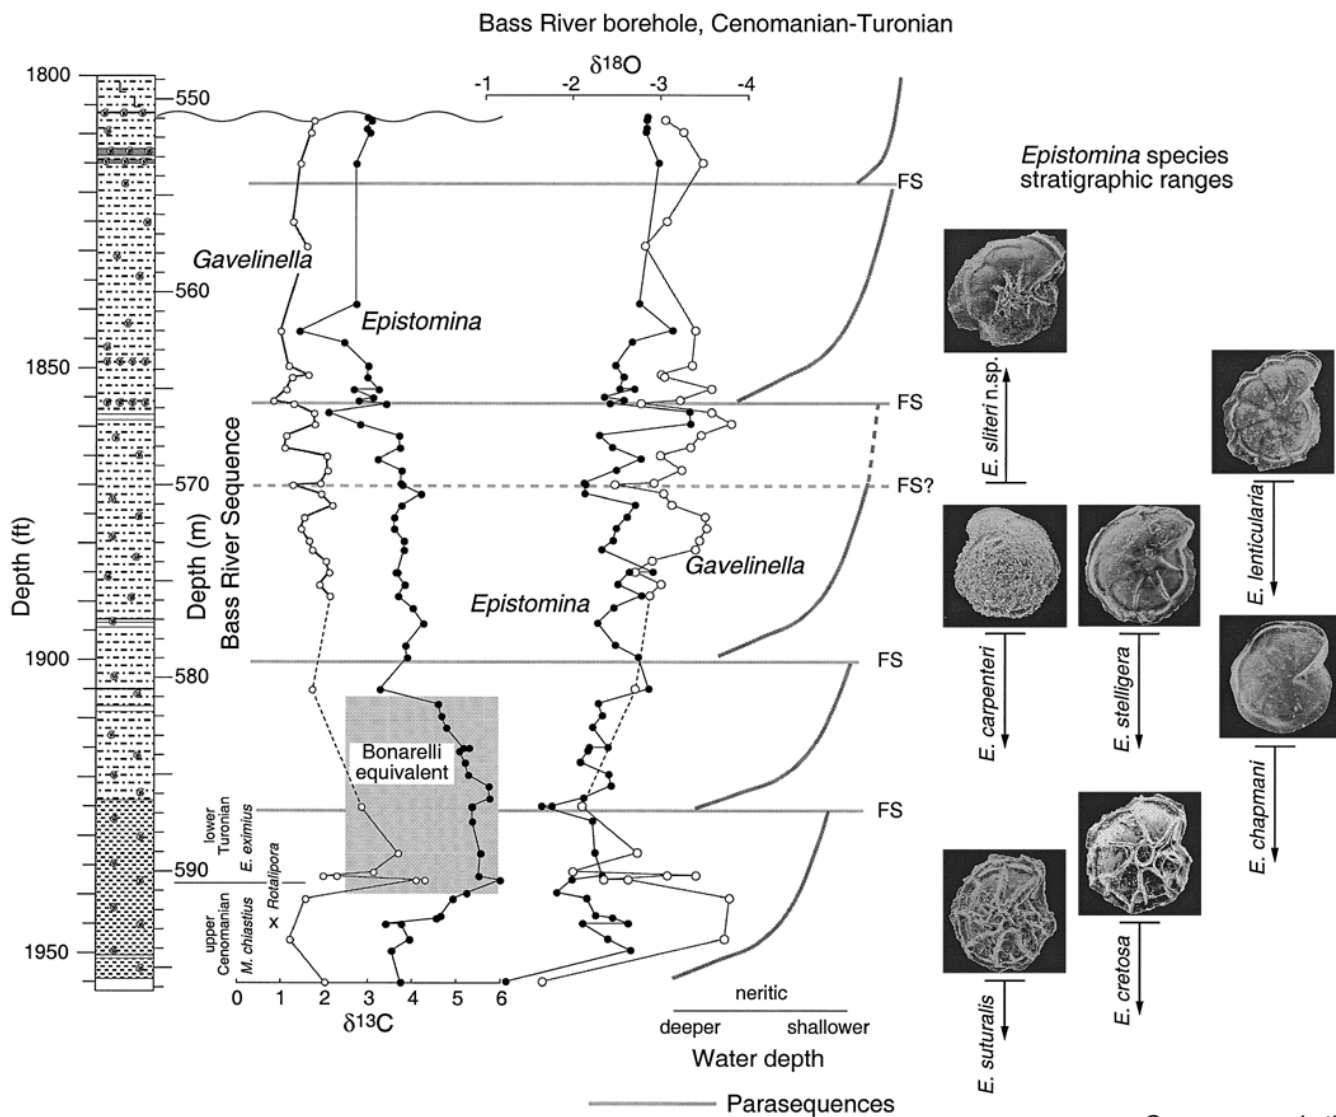 Bass River borehole, Cenomanian-Turonian
δ18O
-1 -2 -3 -4
1800
550
Epistomina species
stratigraphic ranges
FS
Gavelinella
560
Epistomina
1850
FS
E. sliteri n.sp.
E. lenticularia
570
FS?
Depth (ft)
Depth (m)
Bass River Sequence
Gavelinella
Epistomina
1900
580
FS
E. carpenteri
E. stelligera
E. chapmani
Bonarelli
equivalent
FS
lower
Turonian
E. eximius
590
Rotalipora
x
upper
Cenomanian
M. chiastius
1950
0 1 2 3 4 5 6
δ13C
neritic
deeper shallower
Water depth
E. suturalis
E. cretosa
Parasequences